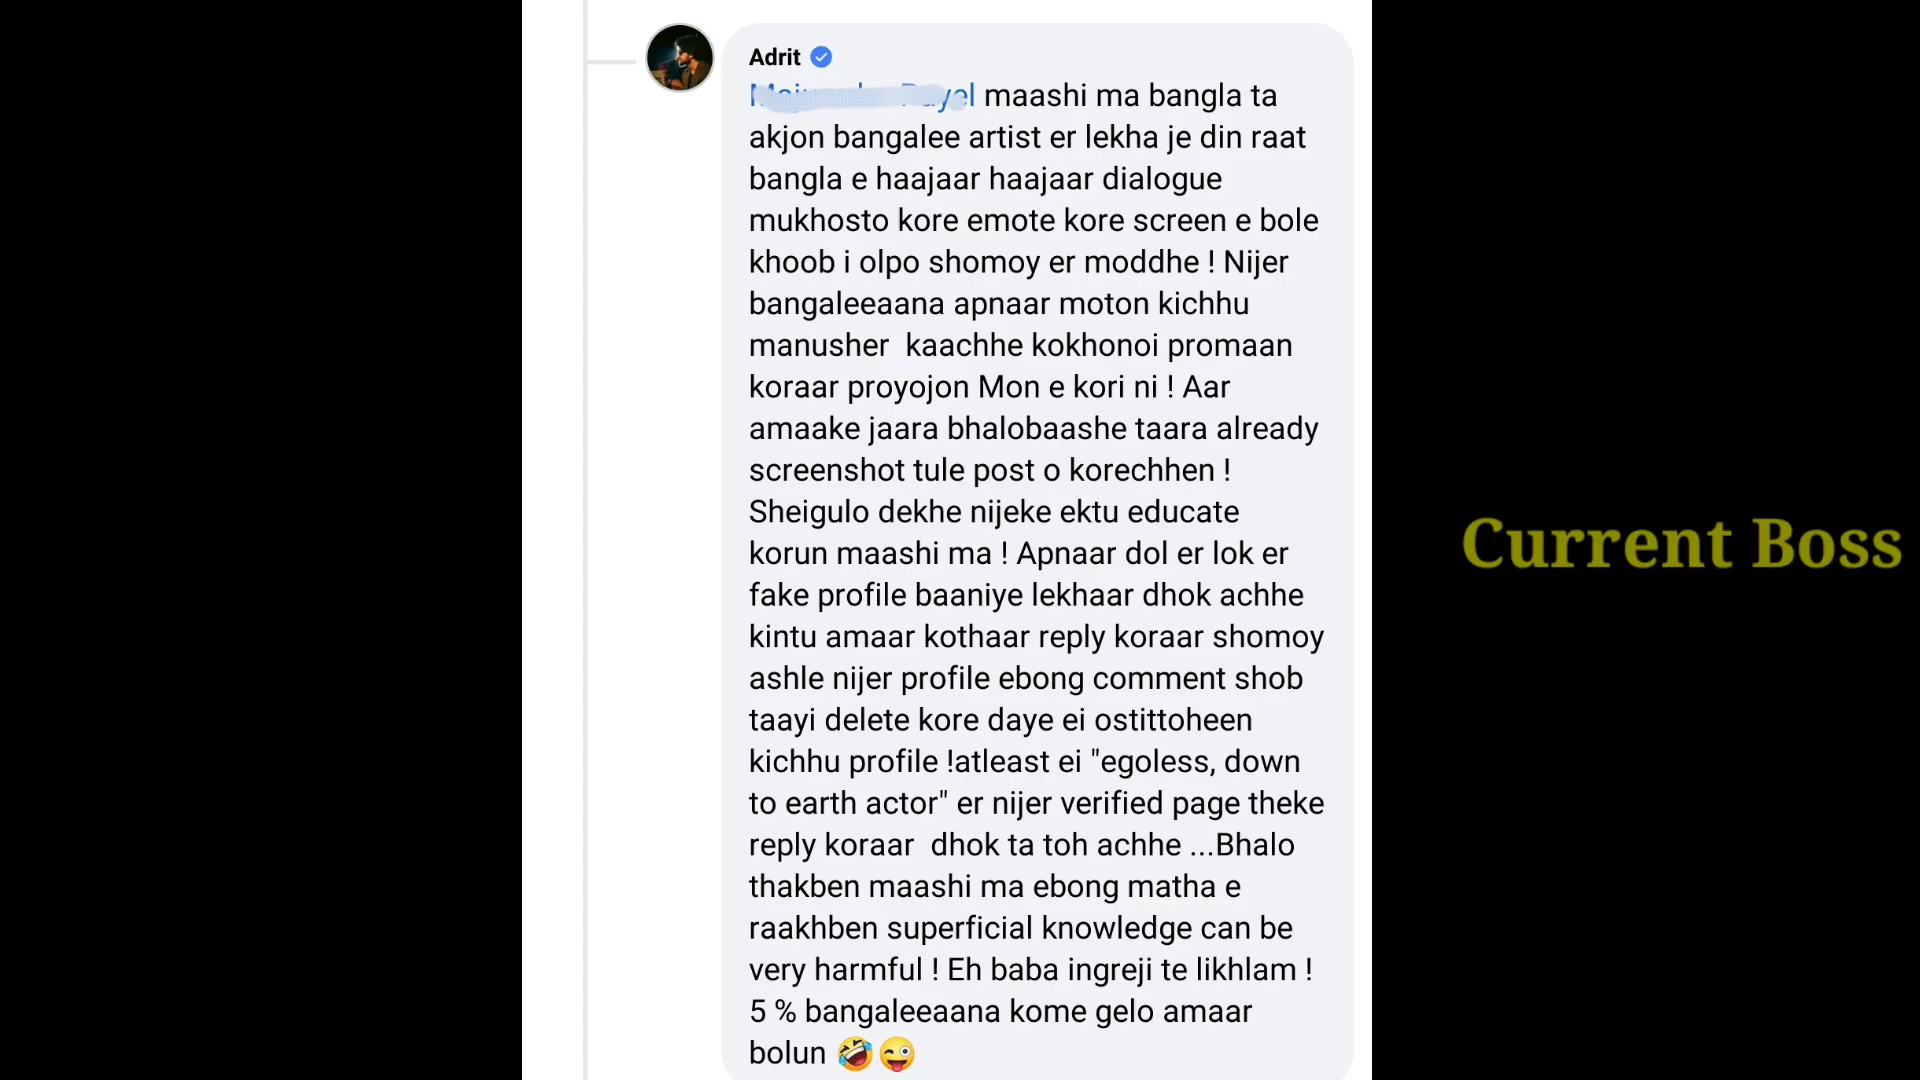 Adrit
maashi ma bangla ta
akjon bangalee artist er lekha je din raat
bangla e haajaar haajaar dialogue
mukhosto kore emote kore screen e bole
khoob i olpo shomoy er moddhe ! Nijer
bangaleeaana apnaar moton kichhu
manusher  kaachhe kokhonoi promaan
koraar proyojon Mon e kori ni ! Aar
amaake jaara bhalobaashe taara already
screenshot tule post o korechhen !
Sheigulo dekhe nijeke ektu educate
korun maashi ma ! Apnaar dol er lok er
fake profile baaniye lekhaar dhok achhe
kintu amaar kothaar reply koraar shomoy
ashle nijer profile ebong comment shob
taayi delete kore daye ei ostittoheen
kichhu profile !atleast ei "egoless, down
to earth actor" er nijer verified page theke
reply koraar  dhok ta toh achhe ...Bhalo
thakben maashi ma ebong matha e
raakhben superficial knowledge can be
very harmful ! Eh baba ingreji te likhlam !
5 % bangaleeaana kome gelo amaar
bolun 🤣😜
Current Boss